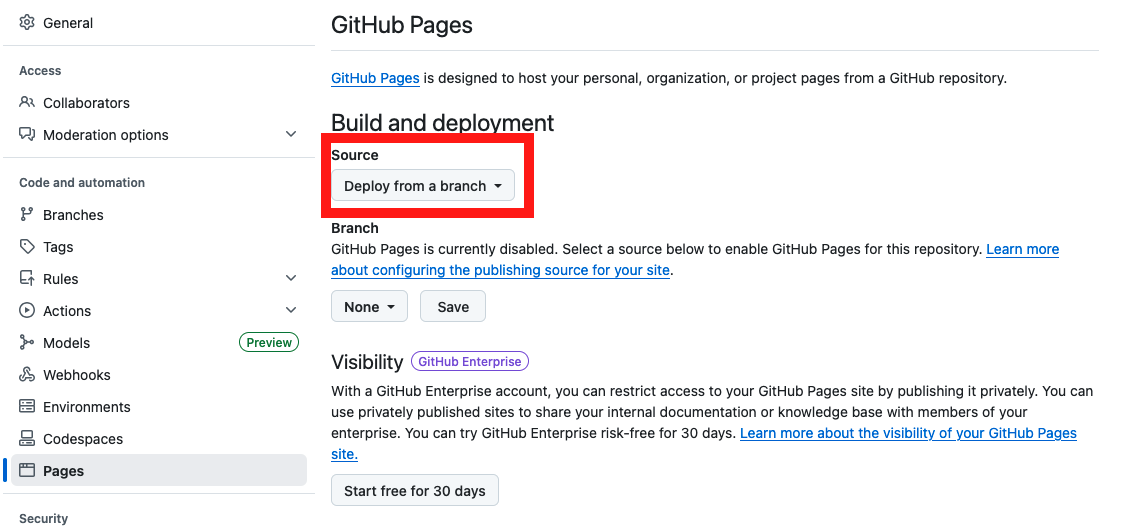 General
Access
Collaborators
Moderation options
Code and automation
Branches
Tags
Rules
Actions
Models Preview
Webhooks
Environments
Codespaces
Pages
Security
GitHub Pages
GitHub Pages is designed to host your personal, organization, or project pages from a GitHub repository.
Build and deployment
Source
Deploy from a branch
Branch
GitHub Pages is currently disabled. Select a source below to enable GitHub Pages for this repository. Learn more
about configuring the publishing source for your site.
None Save
Visibility GitHub Enterprise
With a GitHub Enterprise account, you can restrict access to your GitHub Pages site by publishing it privately. You can
use privately published sites to share your internal documentation or knowledge base with members of your
enterprise. You can try GitHub Enterprise risk-free for 30 days. Learn more about the visibility of your GitHub Pages
site.
Start free for 30 days